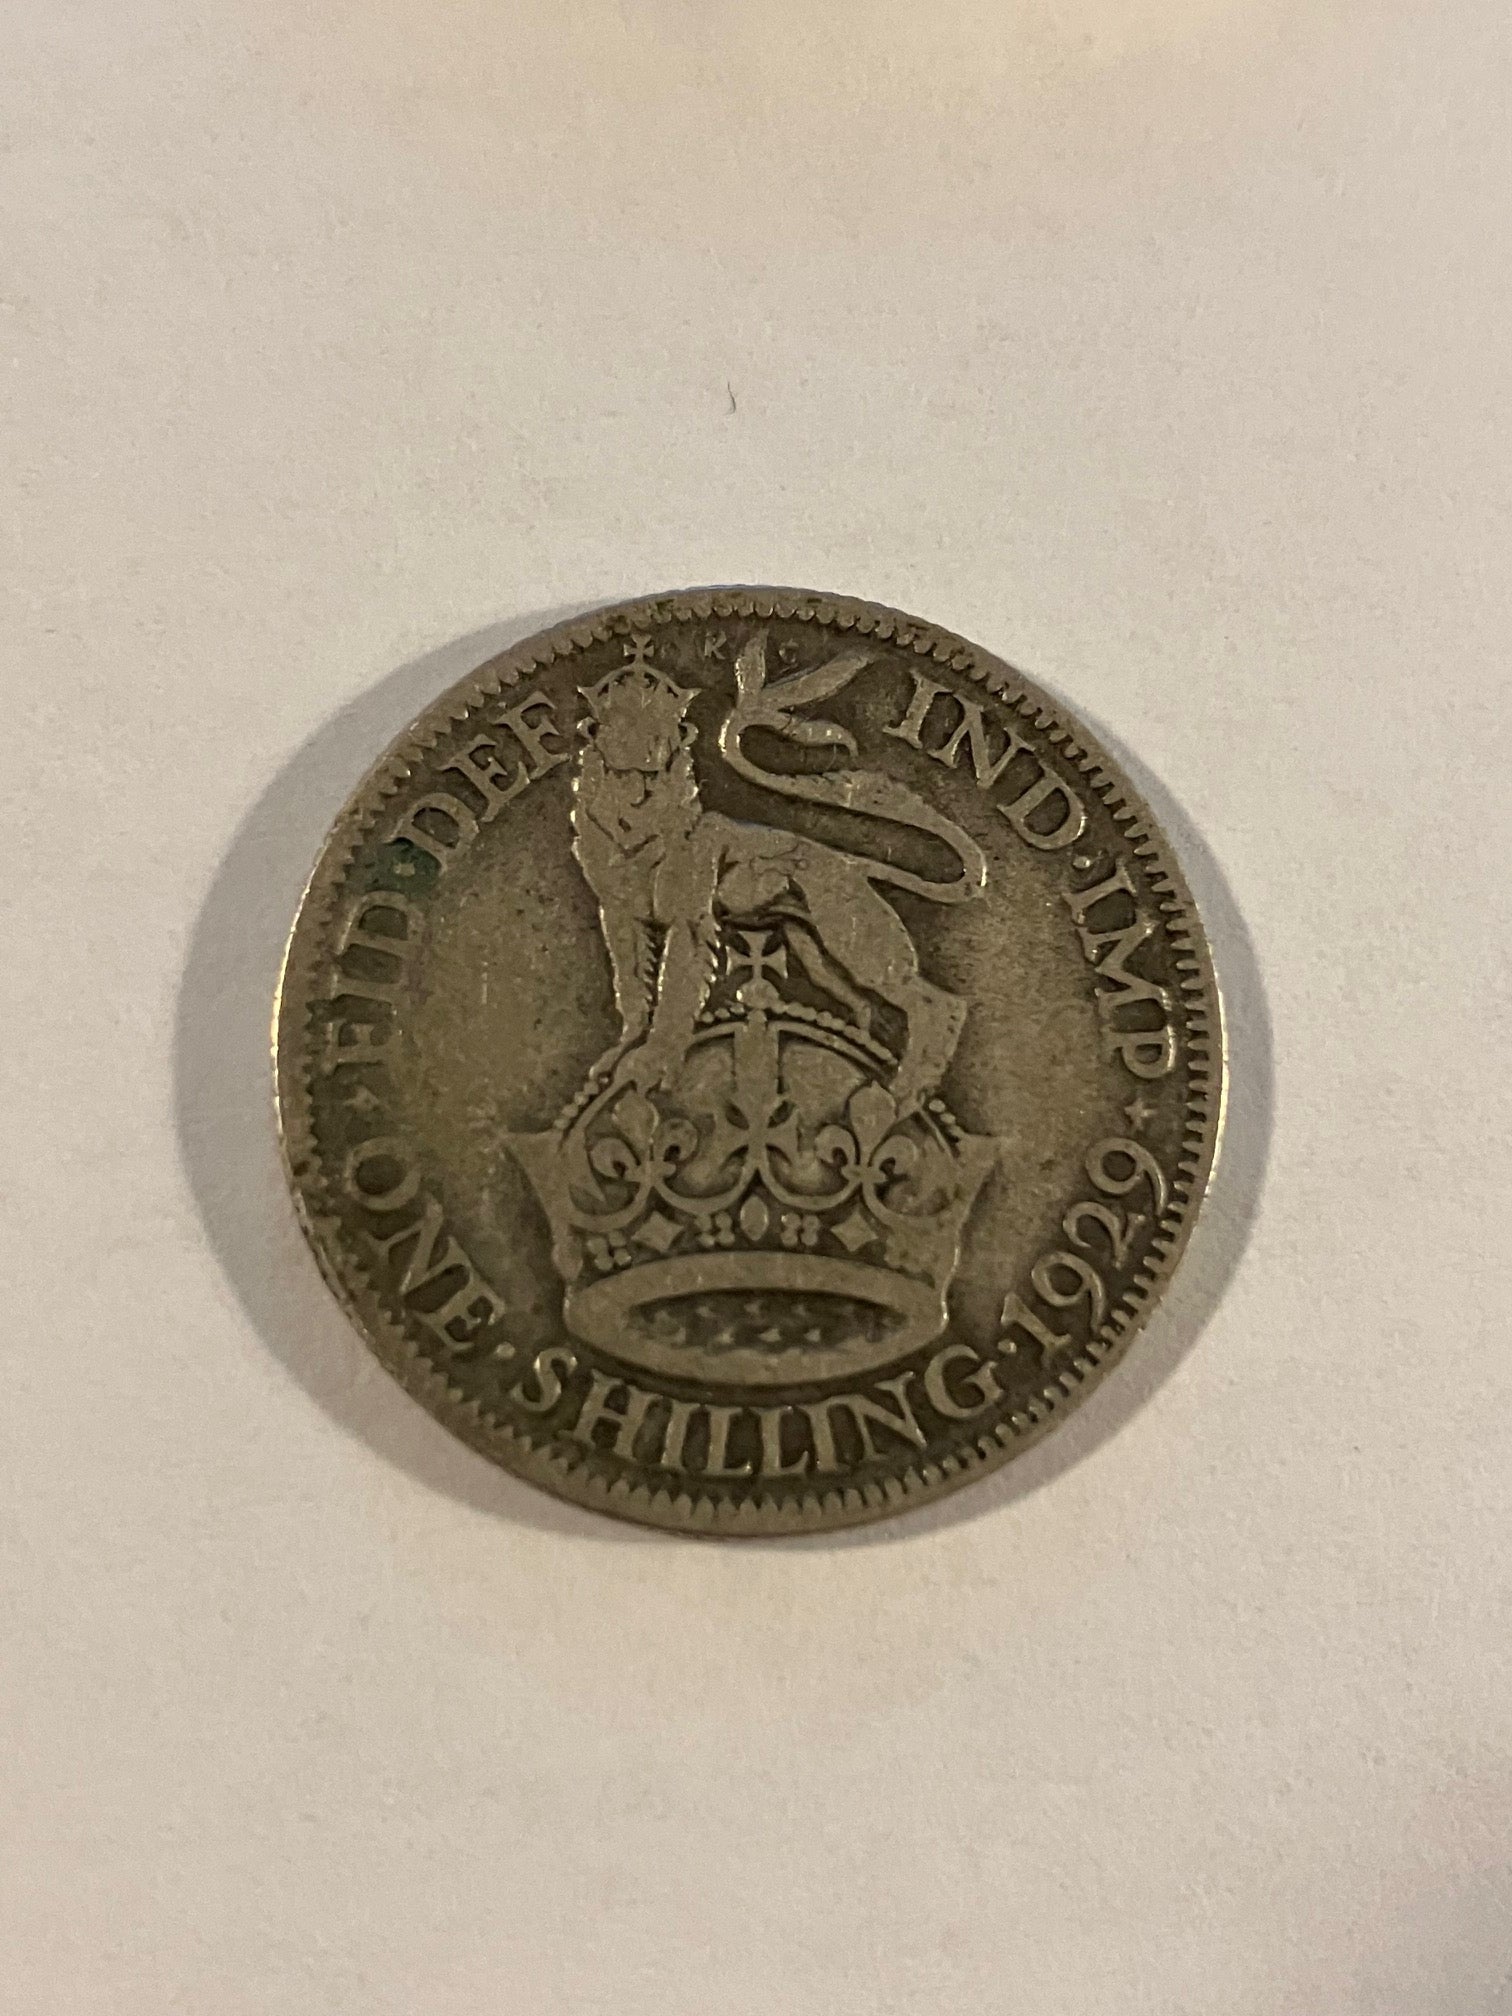 FID·DEF
IND·IMP
K G
ONE·SHILLING·1929